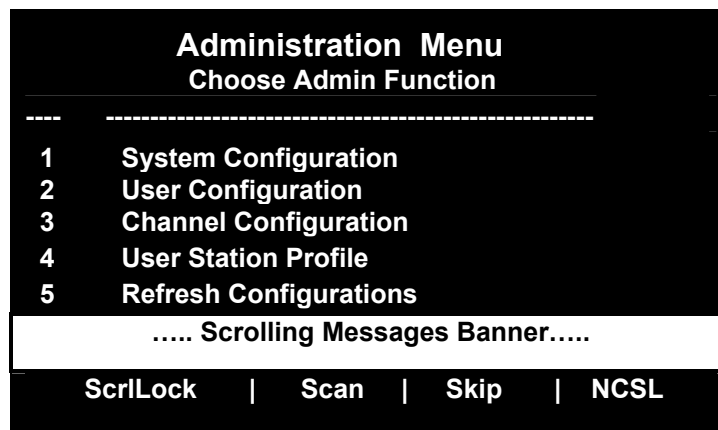 Administration Menu
Choose Admin Function
---- -------------------------------------------------------
1 System Configuration
2 User Configuration
3 Channel Configuration
4 User Station Profile
5 Refresh Configurations
….. Scrolling Messages Banner…..
ScrlLock | Scan | Skip | NCSL